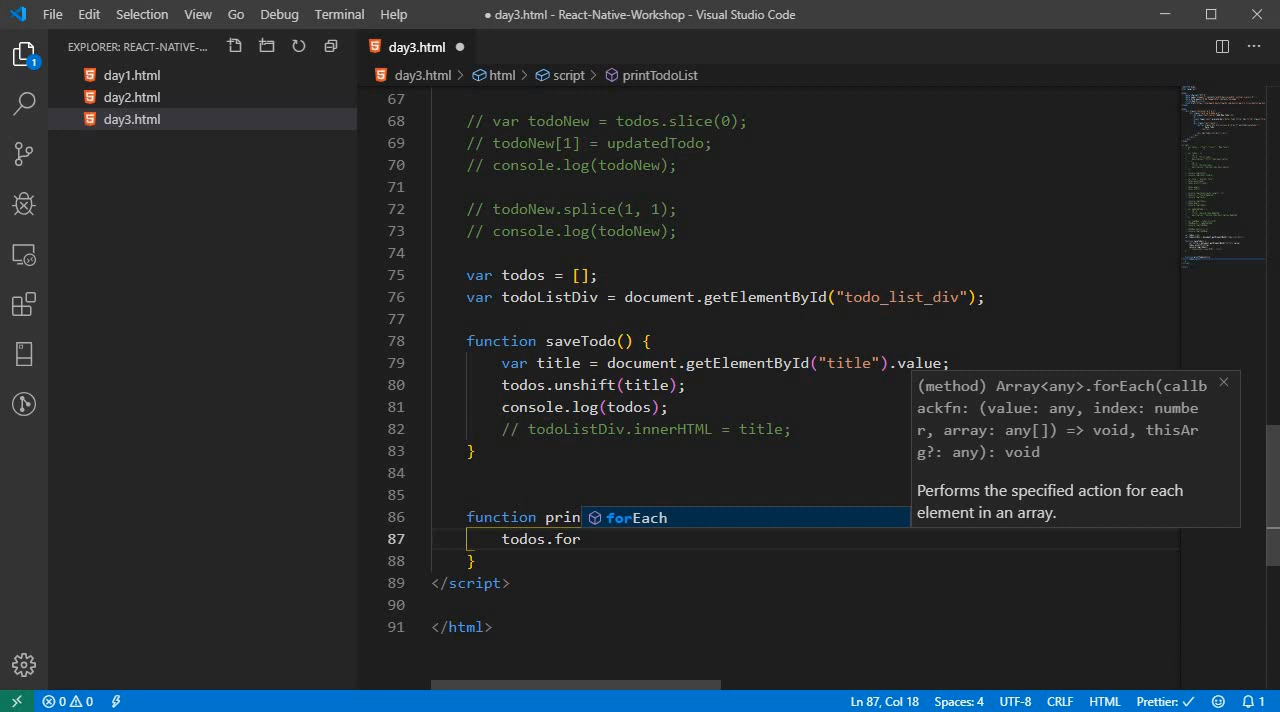 File Edit Selection View Go Debug Terminal Help
● day3.html - React-Native-Workshop - Visual Studio Code
EXPLORER: REACT-NATIVE-...
day1.html
day2.html
day3.html
1
day3.html ●
day3.html > html > script > printTodoList
67
68 // var todoNew = todos.slice(0);
69 // todoNew[1] = updatedTodo;
70 // console.log(todoNew);
71
72 // todoNew.splice(1, 1);
73 // console.log(todoNew);
74
75 var todos = [];
76 var todoListDiv = document.getElementById("todo_list_div");
77
78 function saveTodo() {
79 var title = document.getElementById("title").value;
80 todos.unshift(title);
81 console.log(todos);
82 // todoListDiv.innerHTML = title;
83 }
84
85
86 function prin
87 todos.for
88 }
89 </script>
90
91 </html>
forEach
(method) Array<any>.forEach(callb
ackfn: (value: any, index: numbe
r, array: any[]) => void, thisAr
g?: any): void
Performs the specified action for each
element in an array.
0 0 Ln 87, Col 18 Spaces: 4 UTF-8 CRLF HTML Prettier: ✓ 1